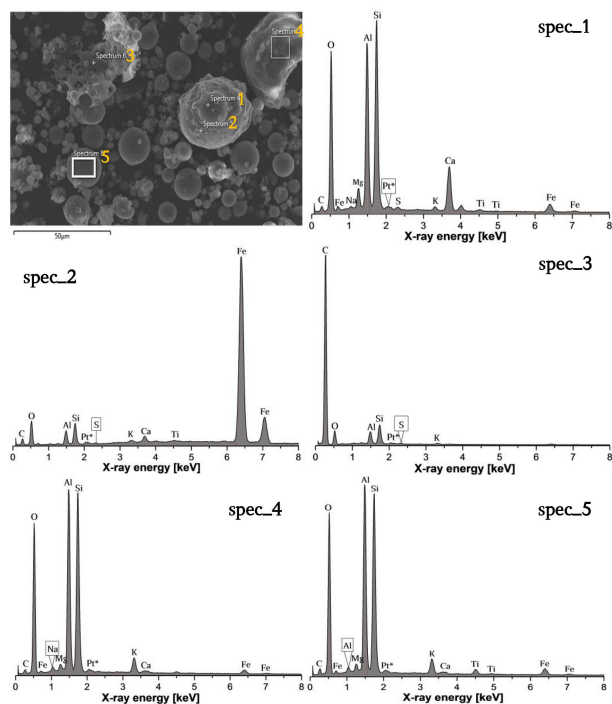 Spectrum 6 3
4
Spectrum 4 1
Spectrum 2
Spectrum 5
50µm
spec_1
O Al Si
C Fe Na Mg Pt* S K Ca Ti Ti Fe Fe
0 1 2 3 4 5 6 7 8
X-ray energy [keV]
spec_2
C O Al Si Pt* S K Ca Ti Fe Fe
0 1 2 3 4 5 6 7 8
X-ray energy [keV]
spec_3
C O Al Si Pt* S K
0 1 2 3 4 5 6 7 8
X-ray energy [keV]
spec_4
O Al Si
C Fe Na Mg Pt* K Ca Fe Fe
0 1 2 3 4 5 6 7 8
X-ray energy [keV]
spec_5
O Al Si
C Fe Al Mg Pt* K Ca Ti Ti Fe Fe
0 1 2 3 4 5 6 7 8
X-ray energy [keV]